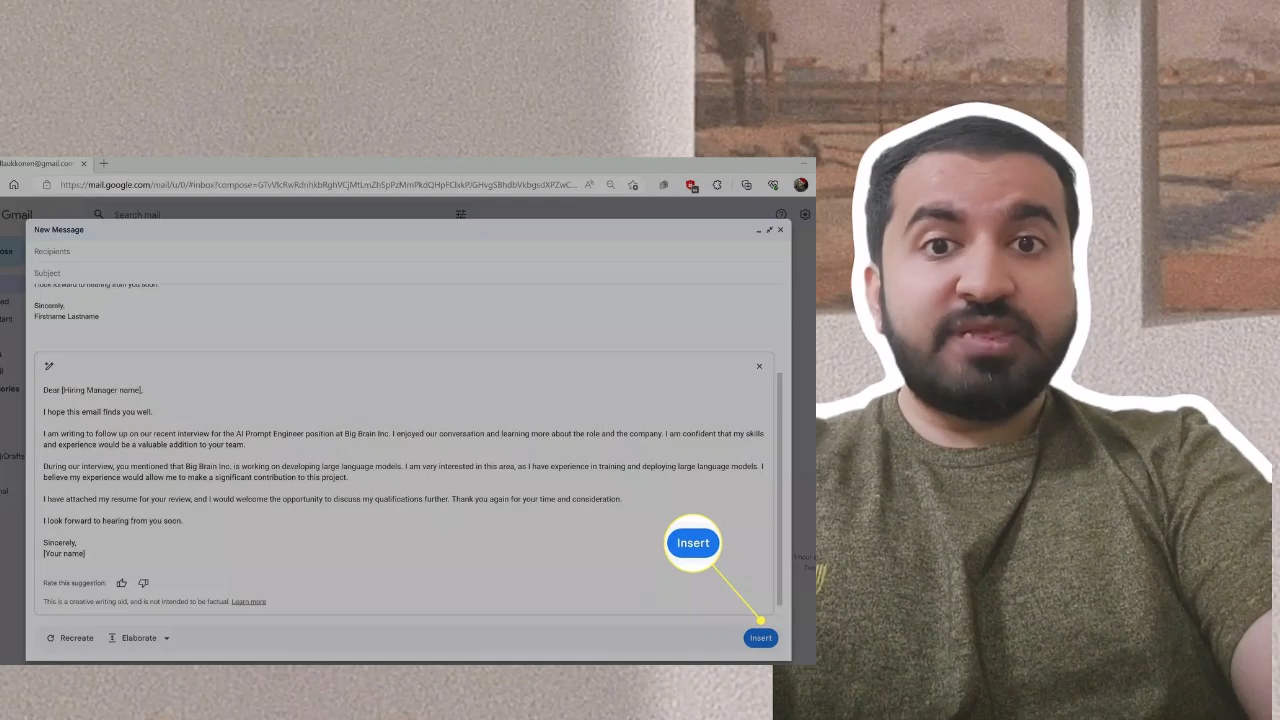 New Message
https://mail.google.com/mail/u/0/#inbox?compose=
Gmail
Search mail
Recipients
Subject
I look forward to hearing from you soon.
Sincerely,
Firstname Lastname
Dear [Hiring Manager name],
I hope this email finds you well.
I am writing to follow up on our recent interview for the AI Prompt Engineer position at Big Brain Inc. I enjoyed our conversation and learning more about the role and the company. I am confident that my skills
and experience would be a valuable addition to your team.
During our interview, you mentioned that Big Brain Inc. is working on developing large language models. I am very interested in this area, as I have experience in training and deploying large language models. I
believe my experience would allow me to make a significant contribution to this project.
I have attached my resume for your review, and I would welcome the opportunity to discuss my qualifications further. Thank you again for your time and consideration.
I look forward to hearing from you soon.
Sincerely,
[Your name]
Insert
Rate this suggestion:
This is a creative writing aid, and is not intended to be factual. Learn more
Recreate Elaborate Insert